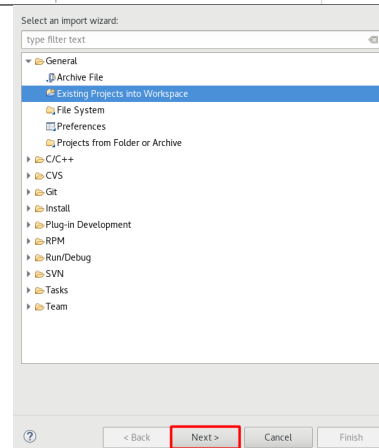 Select an import wizard:
type filter text
General
Archive File
Existing Projects into Workspace
File System
Preferences
Projects from Folder or Archive
C/C++
CVS
Git
Install
Plug-in Development
RPM
Run/Debug
SVN
Tasks
Team
? < Back Next > Cancel Finish